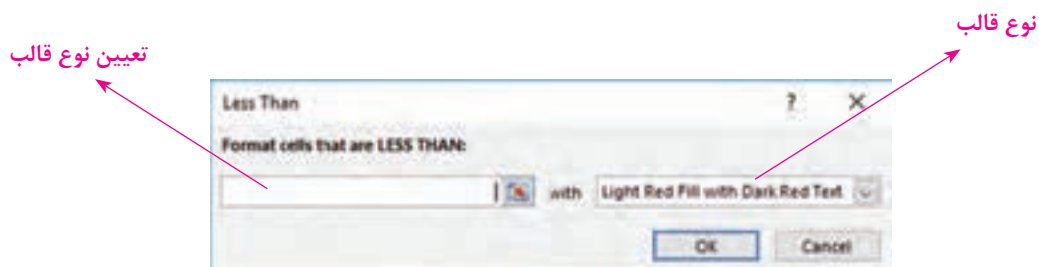 نوع قالب
تعیین نوع قالب
Less Than ? X
Format cells that are LESS THAN:
with Light Red Fill with Dark Red Text
OK Cancel